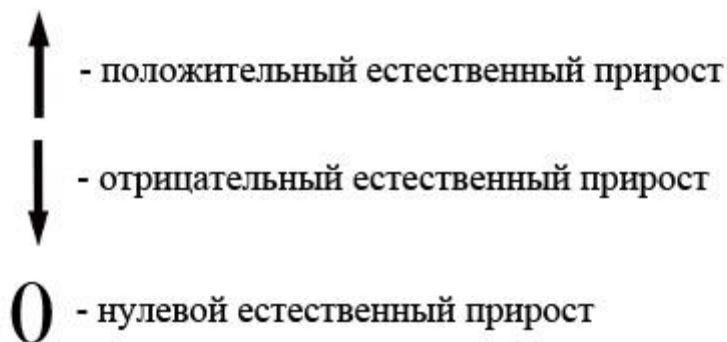 - положительный естественный прирост
- отрицательный естественный прирост
0 - нулевой естественный прирост